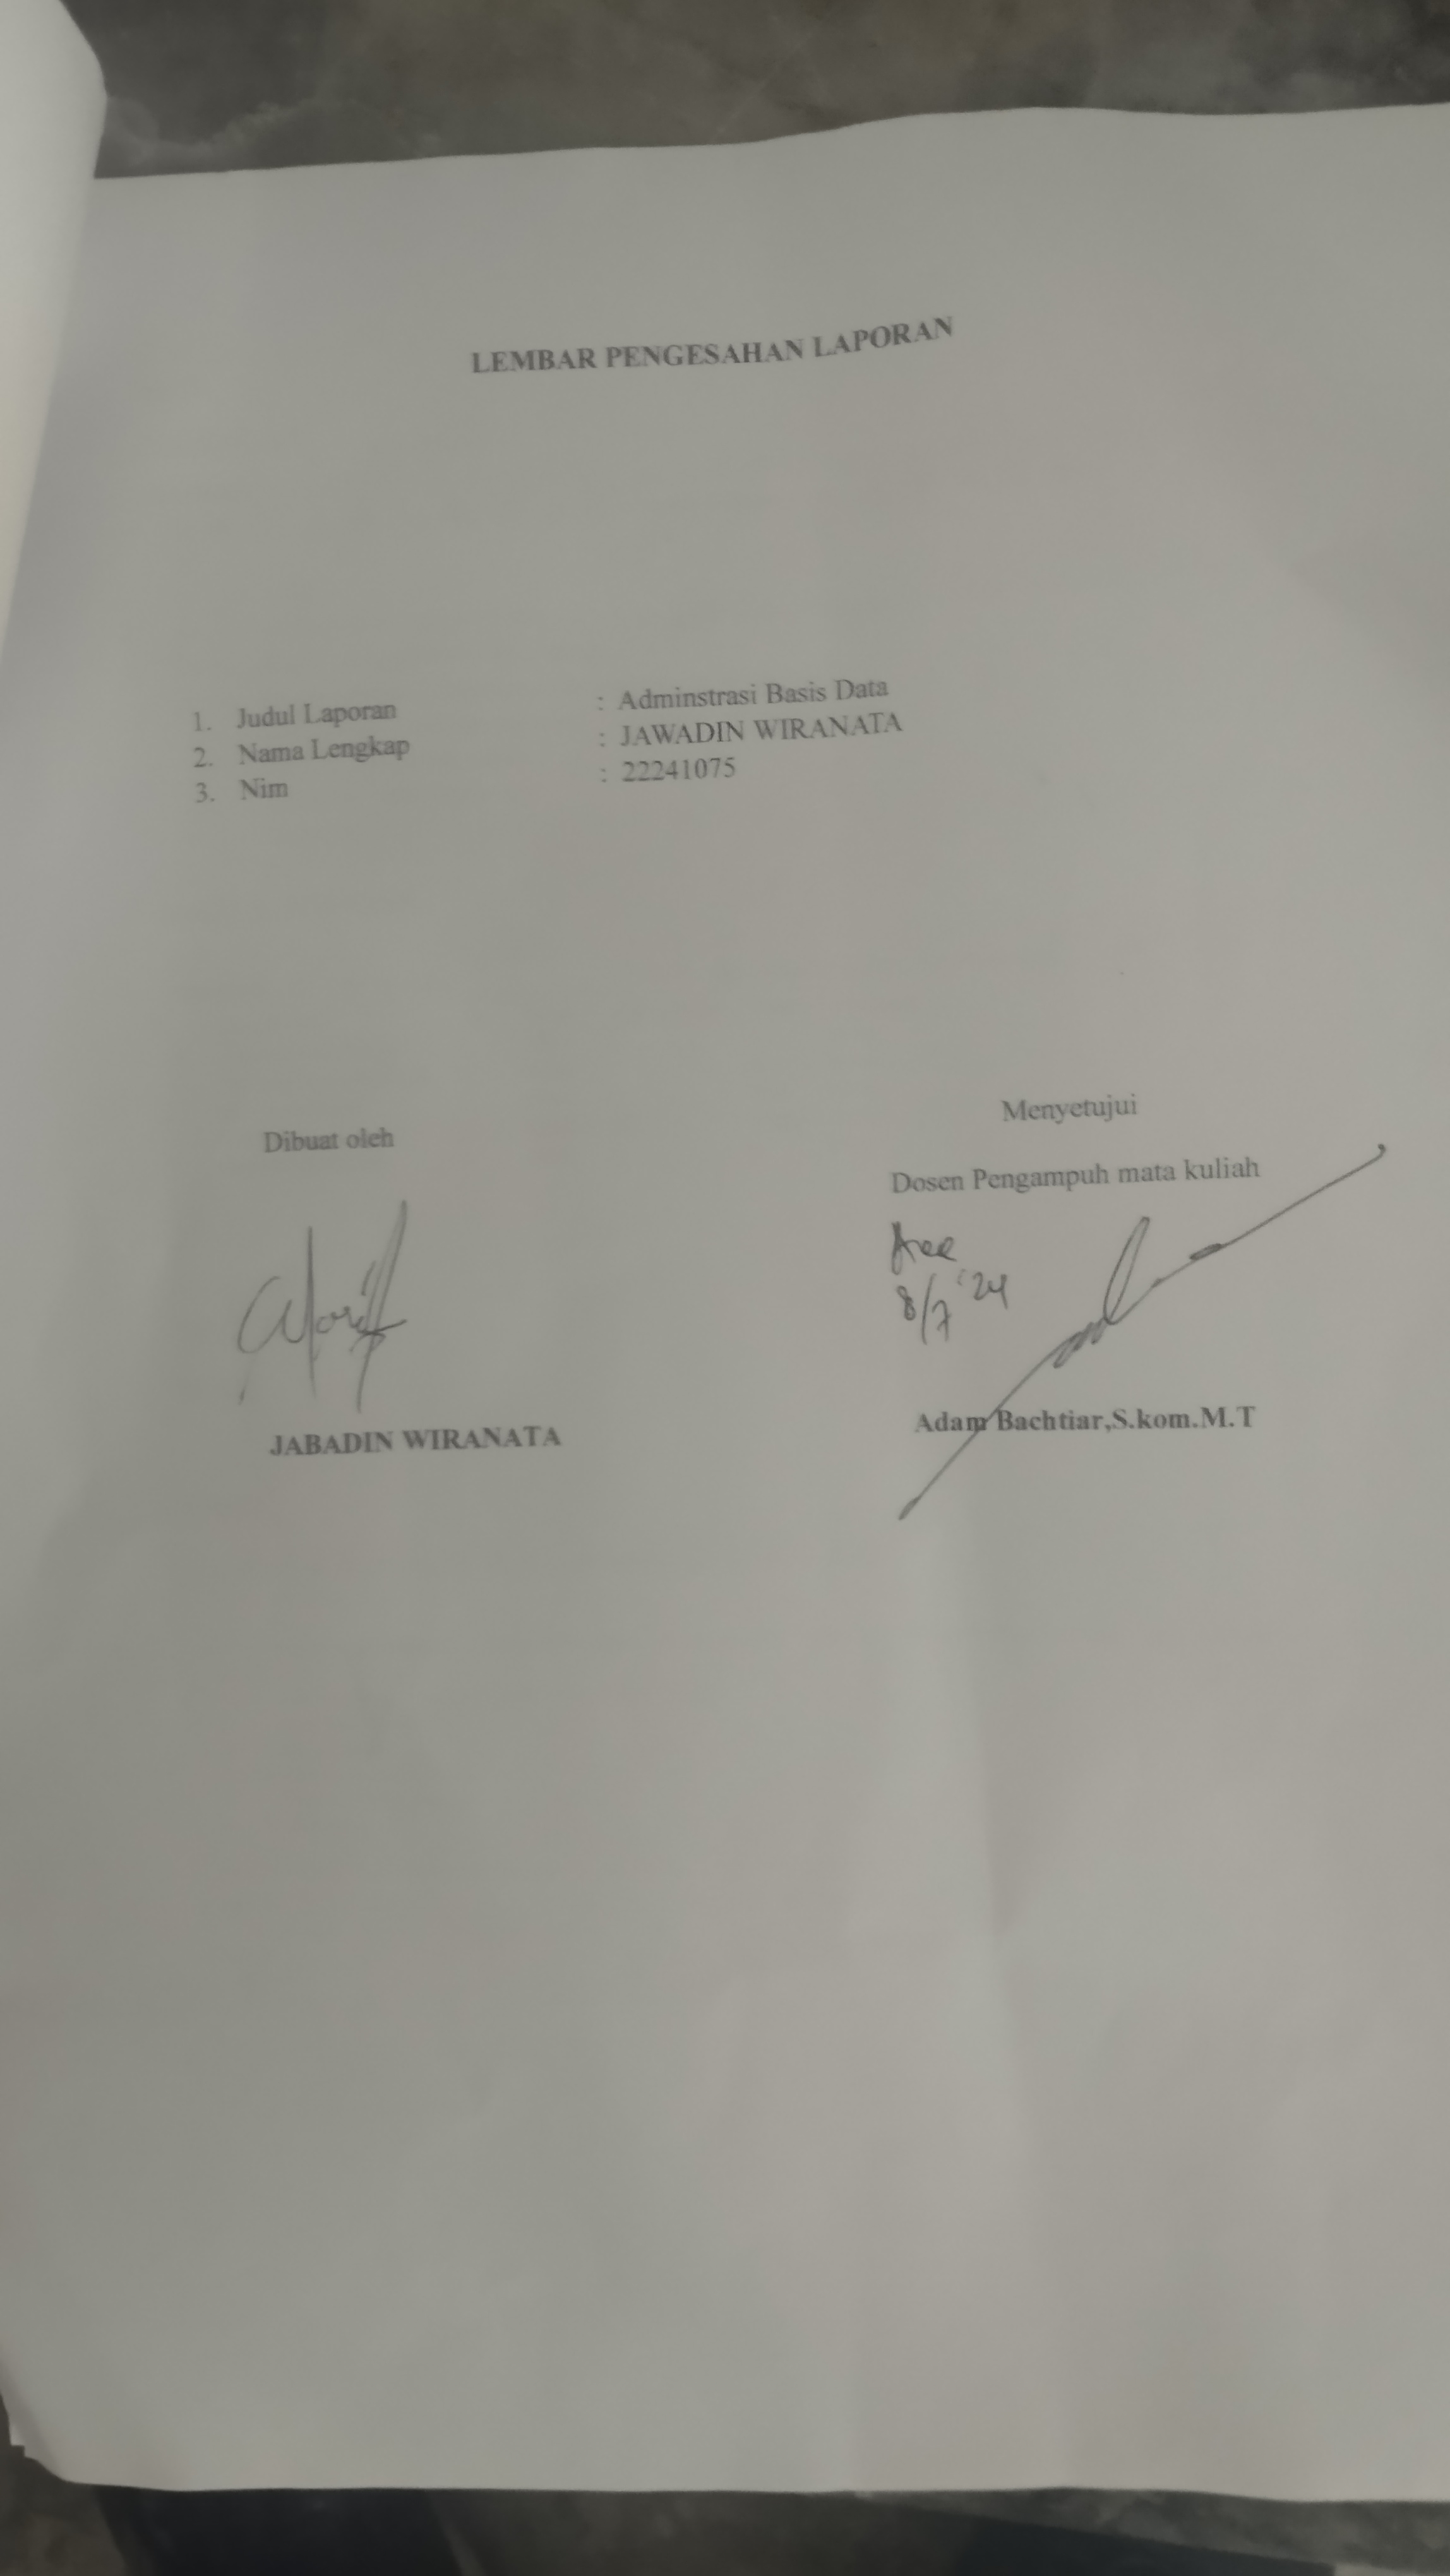 LEMBAR PENGESAHAN LAPORAN
1. Judul Laporan : Adminstrasi Basis Data
2. Nama Lengkap : JAWADIN WIRANATA
3. Nim : 22241075
Menyetujui
Dibuat oleh
Dosen Pengampuh mata kuliah
Acc
8/7 '24
JABADIN WIRANATA
Adam Bachtiar,S.kom.M.T